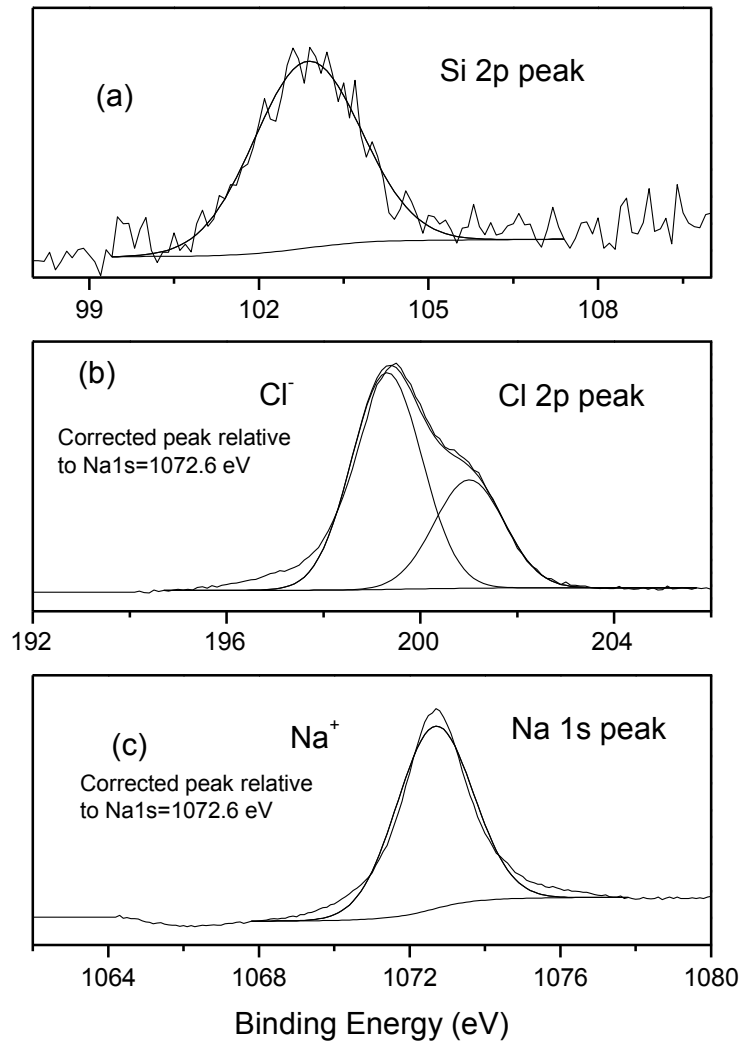 (a)
Si 2p peak
99 102 105 108
(b)
Cl⁻
Cl 2p peak
Corrected peak relative
to Na1s=1072.6 eV
192 196 200 204
(c)
Na⁺
Na 1s peak
Corrected peak relative
to Na1s=1072.6 eV
1064 1068 1072 1076 1080
Binding Energy (eV)